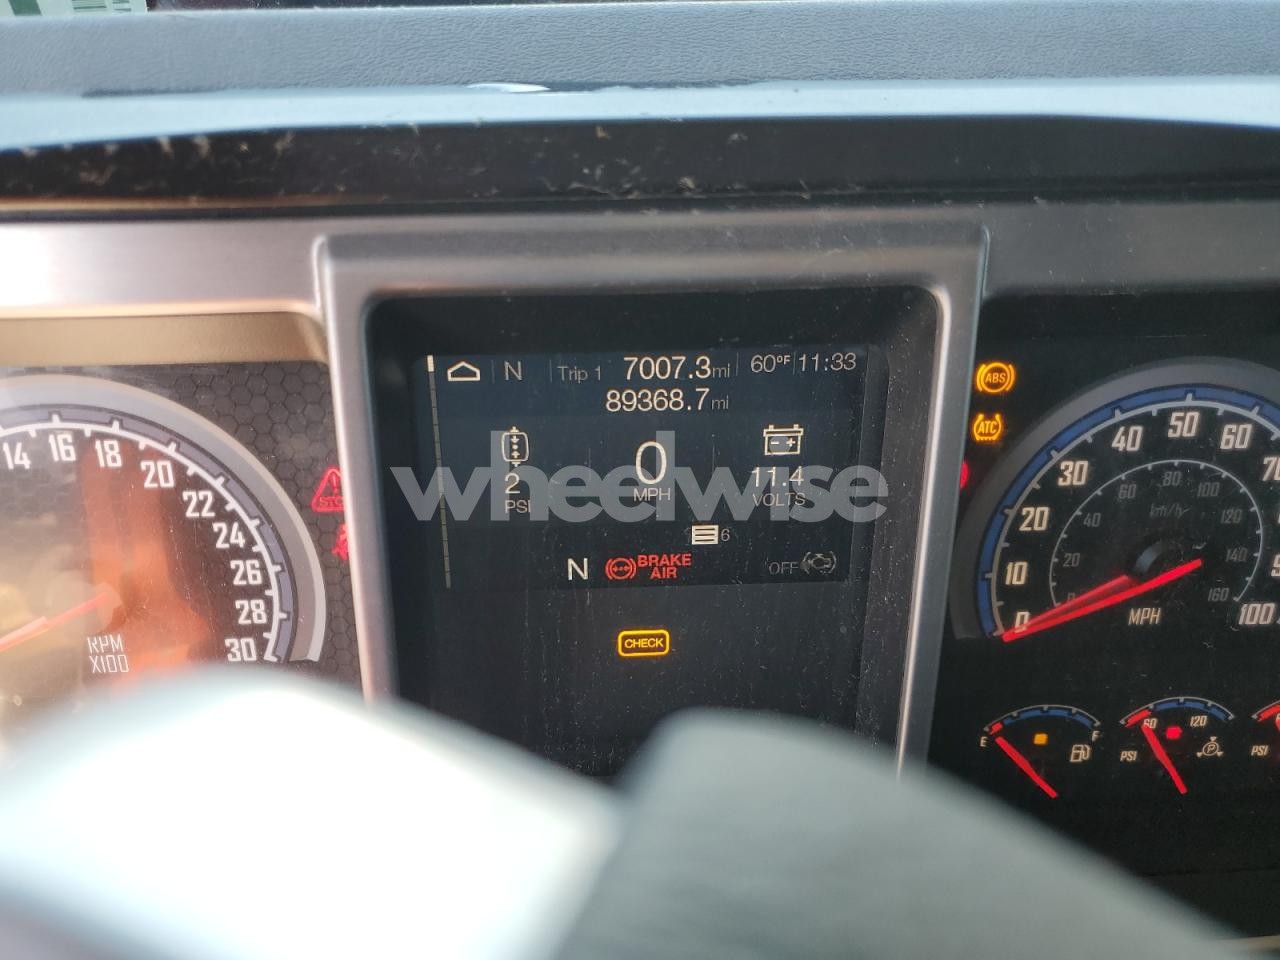 N Trip 1 7007.3mi 60°F 11:33
89368.7mi
2
PSI
0
MPH
11.4
VOLTS
6
N BRAKE AIR OFF
CHECK
wheelwise
14 16 18 20 22 24 26 28 30
RPM
X100
STOP
ABS
ATC
0 10 20 30 40 50 60 100
20 40 60 80 100 120 140 160
km/h
MPH
E F
PSI 60 120 P
PSI